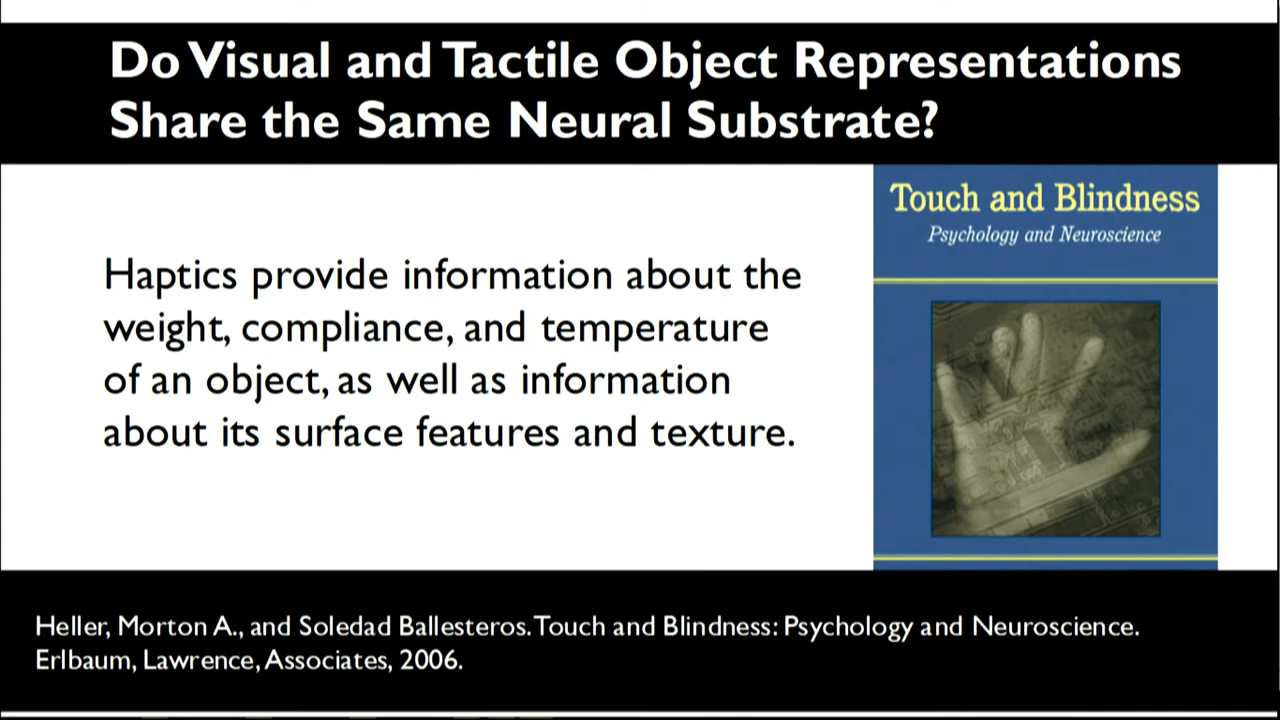 Do Visual and Tactile Object Representations
Share the Same Neural Substrate?
Haptics provide information about the
weight, compliance, and temperature
of an object, as well as information
about its surface features and texture.
Touch and Blindness
Psychology and Neuroscience
Heller, Morton A., and Soledad Ballesteros. Touch and Blindness: Psychology and Neuroscience.
Erlbaum, Lawrence, Associates, 2006.